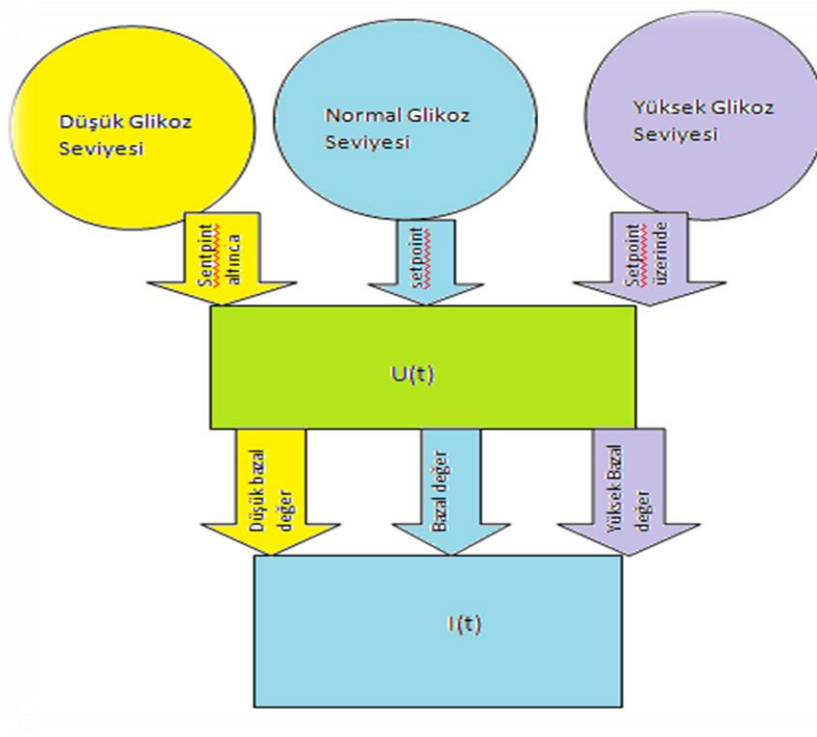 Düşük Glikoz
Seviyesi
Normal Glikoz
Seviyesi
Yüksek Glikoz
Seviyesi
Sentpint
altınca
setpoint
Setpoint
üzerinde
U(t)
Düşük bazal
değer
Bazal değer
Yüksek Bazal
değer
I(t)